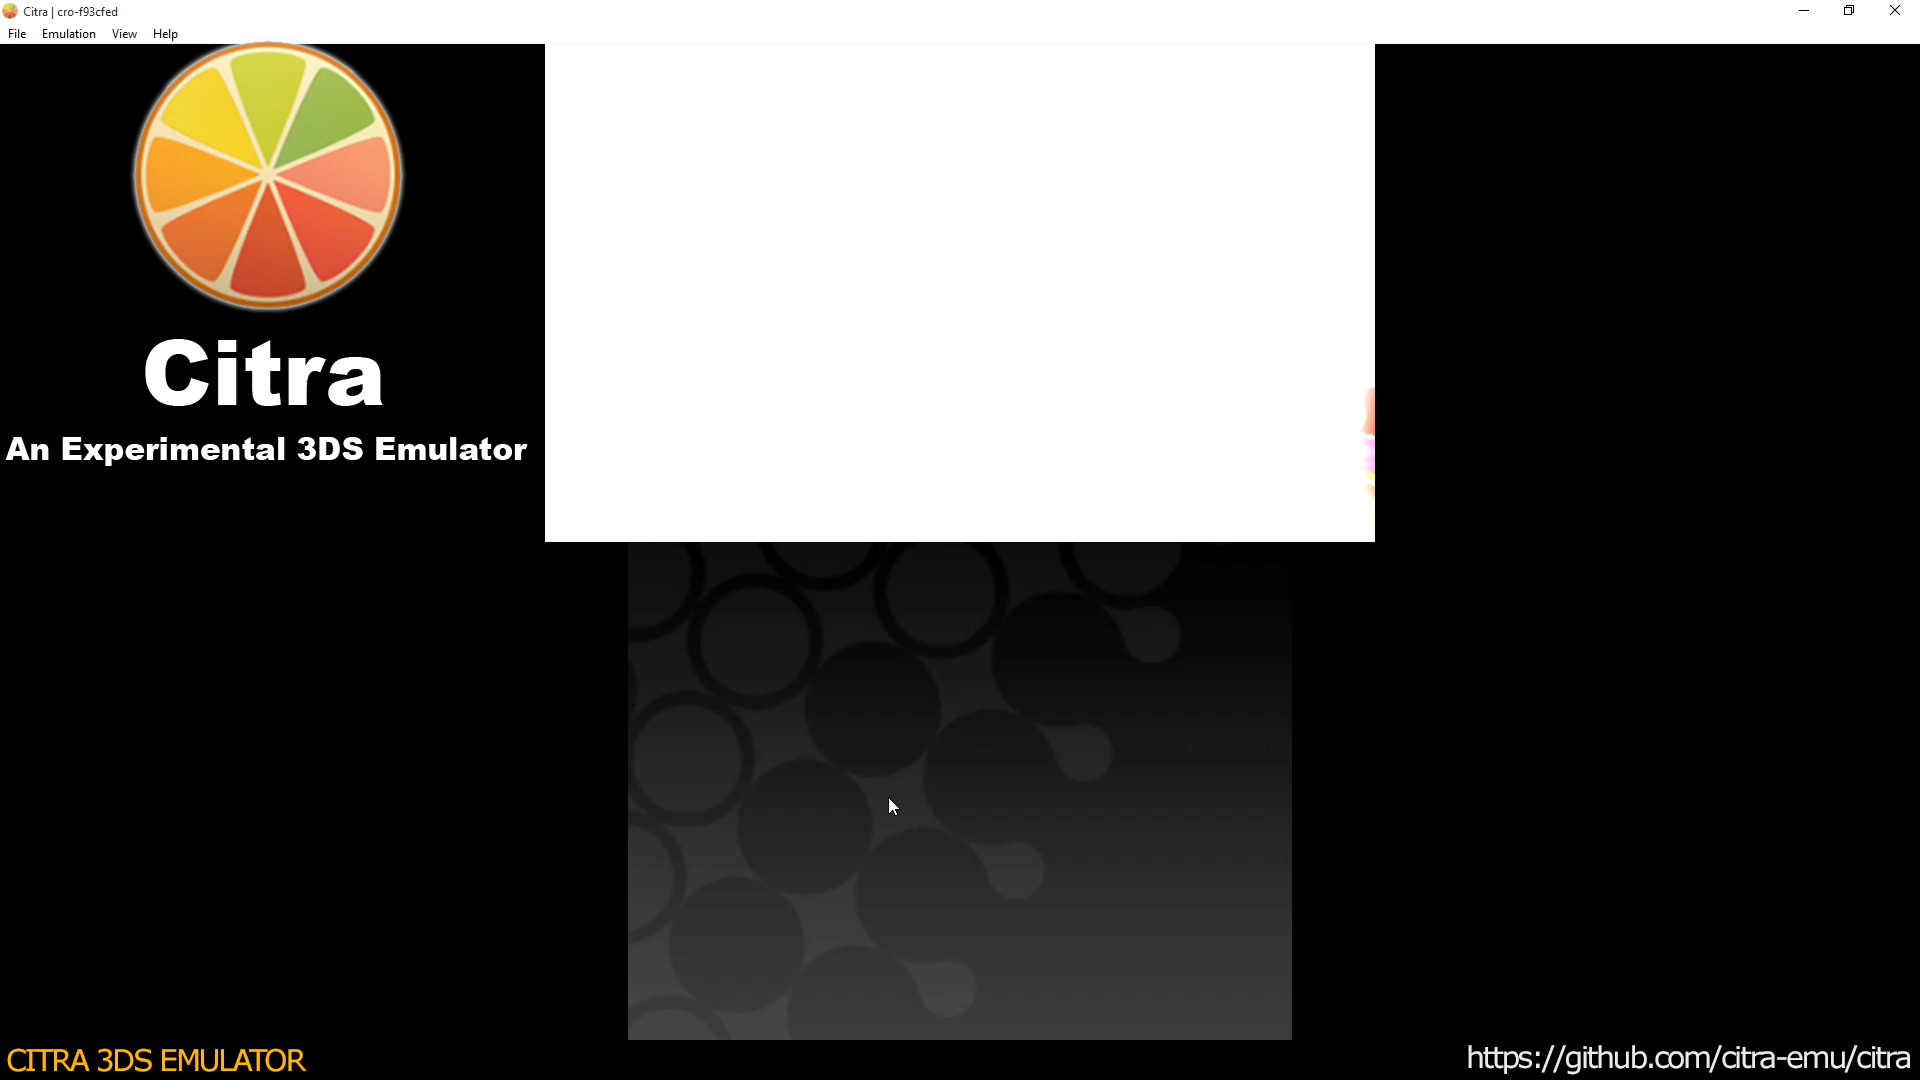 Citra | cro-f93cfed
File Emulation View Help
Citra
An Experimental 3DS Emulator
CITRA 3DS EMULATOR
https://github.com/citra-emu/citra